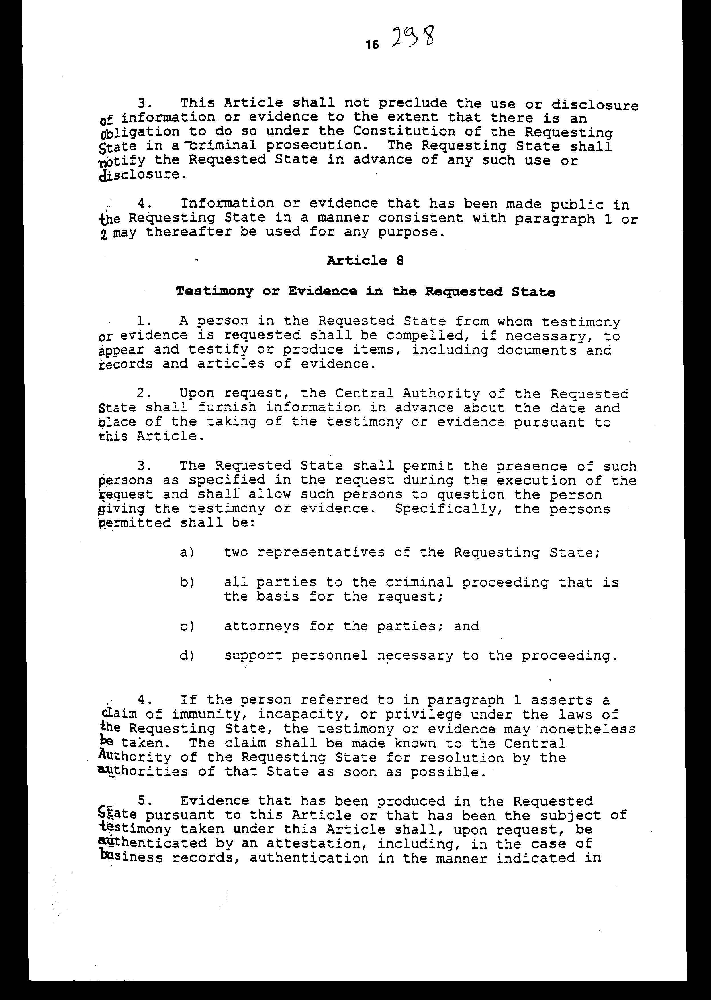 16 298
3. This Article shall not preclude the use or disclosure
of information or evidence to the extent that there is an
obligation to do so under the Constitution of the Requesting
State in a criminal prosecution. The Requesting State shall
notify the Requested State in advance of any such use or
disclosure.
4. Information or evidence that has been made public in
the Requesting State in a manner consistent with paragraph 1 or
2 may thereafter be used for any purpose.
Article 8
Testimony or Evidence in the Requested State
1. A person in the Requested State from whom testimony
or evidence is requested shall be compelled, if necessary, to
appear and testify or produce items, including documents and
records and articles of evidence.
2. Upon request, the Central Authority of the Requested
State shall furnish information in advance about the date and
place of the taking of the testimony or evidence pursuant to
this Article.
3. The Requested State shall permit the presence of such
persons as specified in the request during the execution of the
request and shall allow such persons to question the person
giving the testimony or evidence. Specifically, the persons
permitted shall be:
a) two representatives of the Requesting State;
b) all parties to the criminal proceeding that is
the basis for the request;
c) attorneys for the parties; and
d) support personnel necessary to the proceeding.
4. If the person referred to in paragraph 1 asserts a
claim of immunity, incapacity, or privilege under the laws of
the Requesting State, the testimony or evidence may nonetheless
be taken. The claim shall be made known to the Central
Authority of the Requesting State for resolution by the
authorities of that State as soon as possible.
5. Evidence that has been produced in the Requested
State pursuant to this Article or that has been the subject of
testimony taken under this Article shall, upon request, be
authenticated by an attestation, including, in the case of
business records, authentication in the manner indicated in